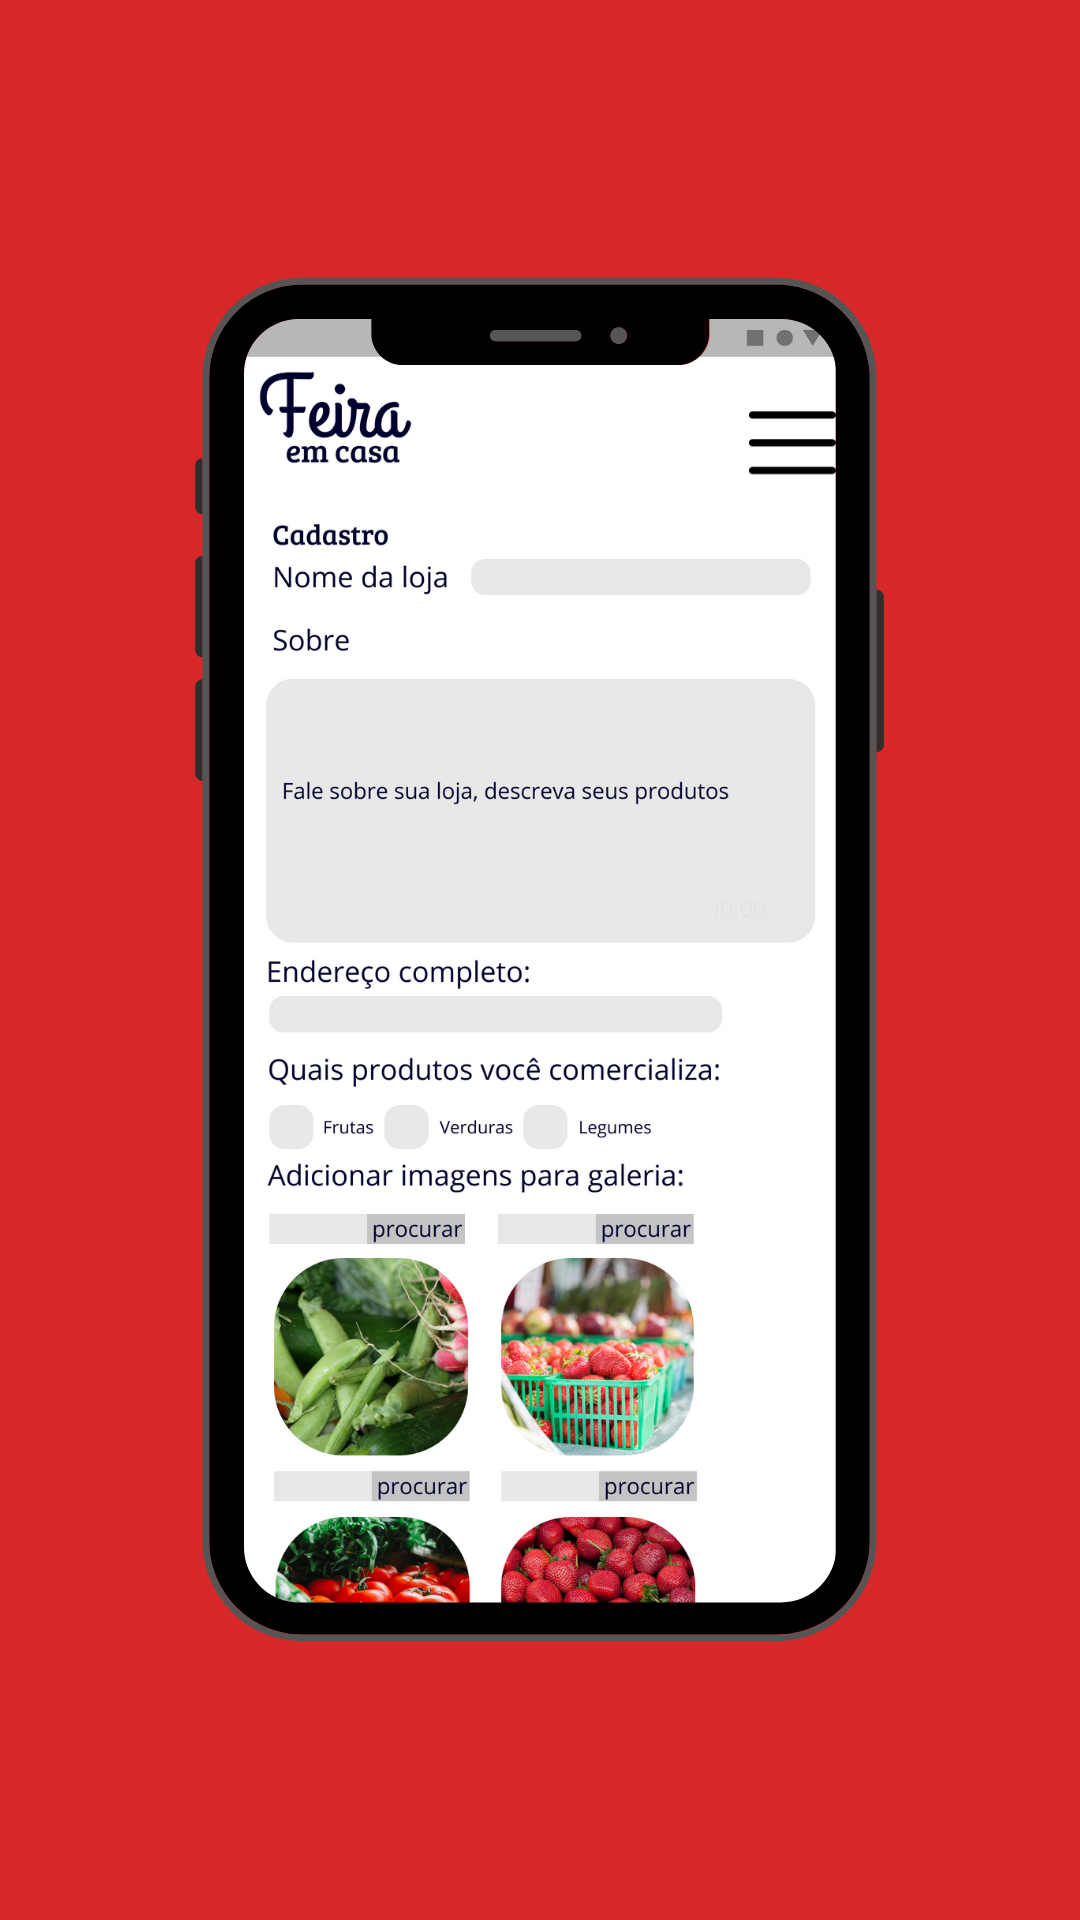 Feira
em casa
Cadastro
Nome da loja
Sobre
Fale sobre sua loja, descreva seus produtos
10:00
Endereço completo:
Quais produtos você comercializa:
Frutas Verduras Legumes
Adicionar imagens para galeria:
procurar procurar
procurar procurar